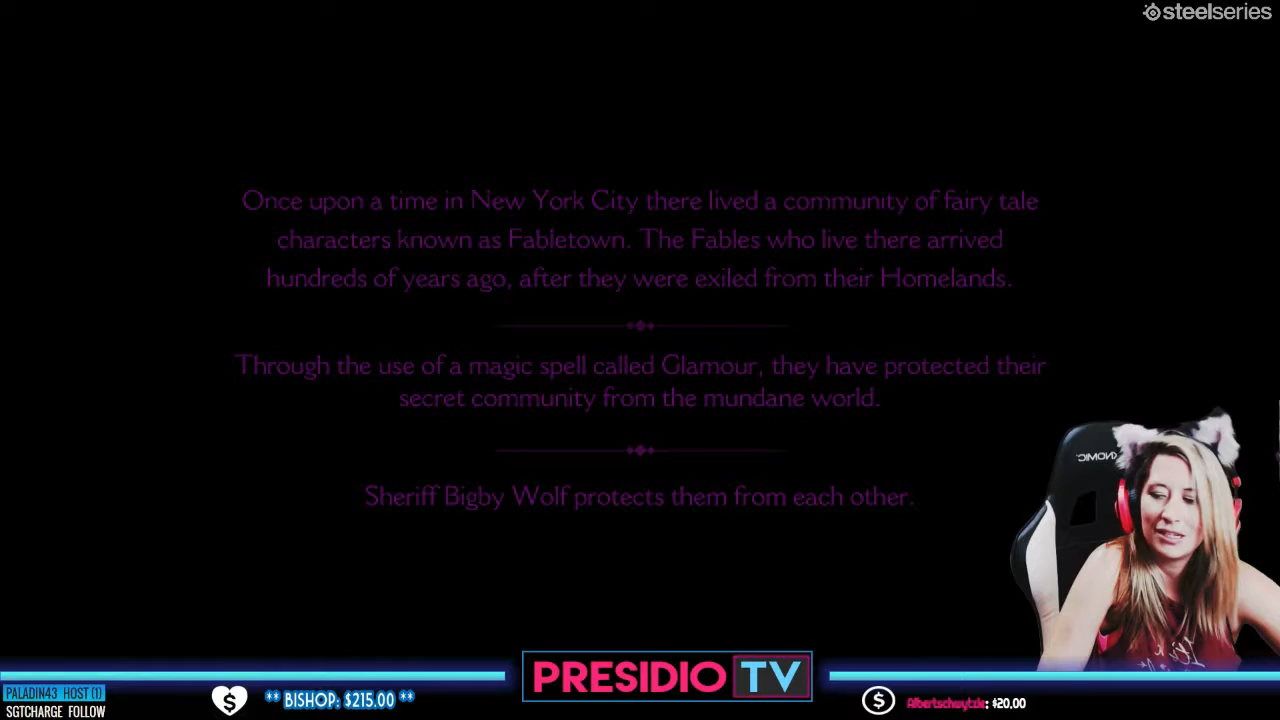 steelseries
Once upon a time in New York City there lived a community of fairy tale
characters known as Fabletown. The Fables who live there arrived
hundreds of years ago, after they were exiled from their Homelands.
Through the use of a magic spell called Glamour, they have protected their
secret community from the mundane world.
Sheriff Bigby Wolf protects them from each other.
PRESIDIO TV
PALADIN43 HOST (1)
SGTCHARGE FOLLOW
** BISHOP: $215.00 **
Albertschwytzle: $20.00